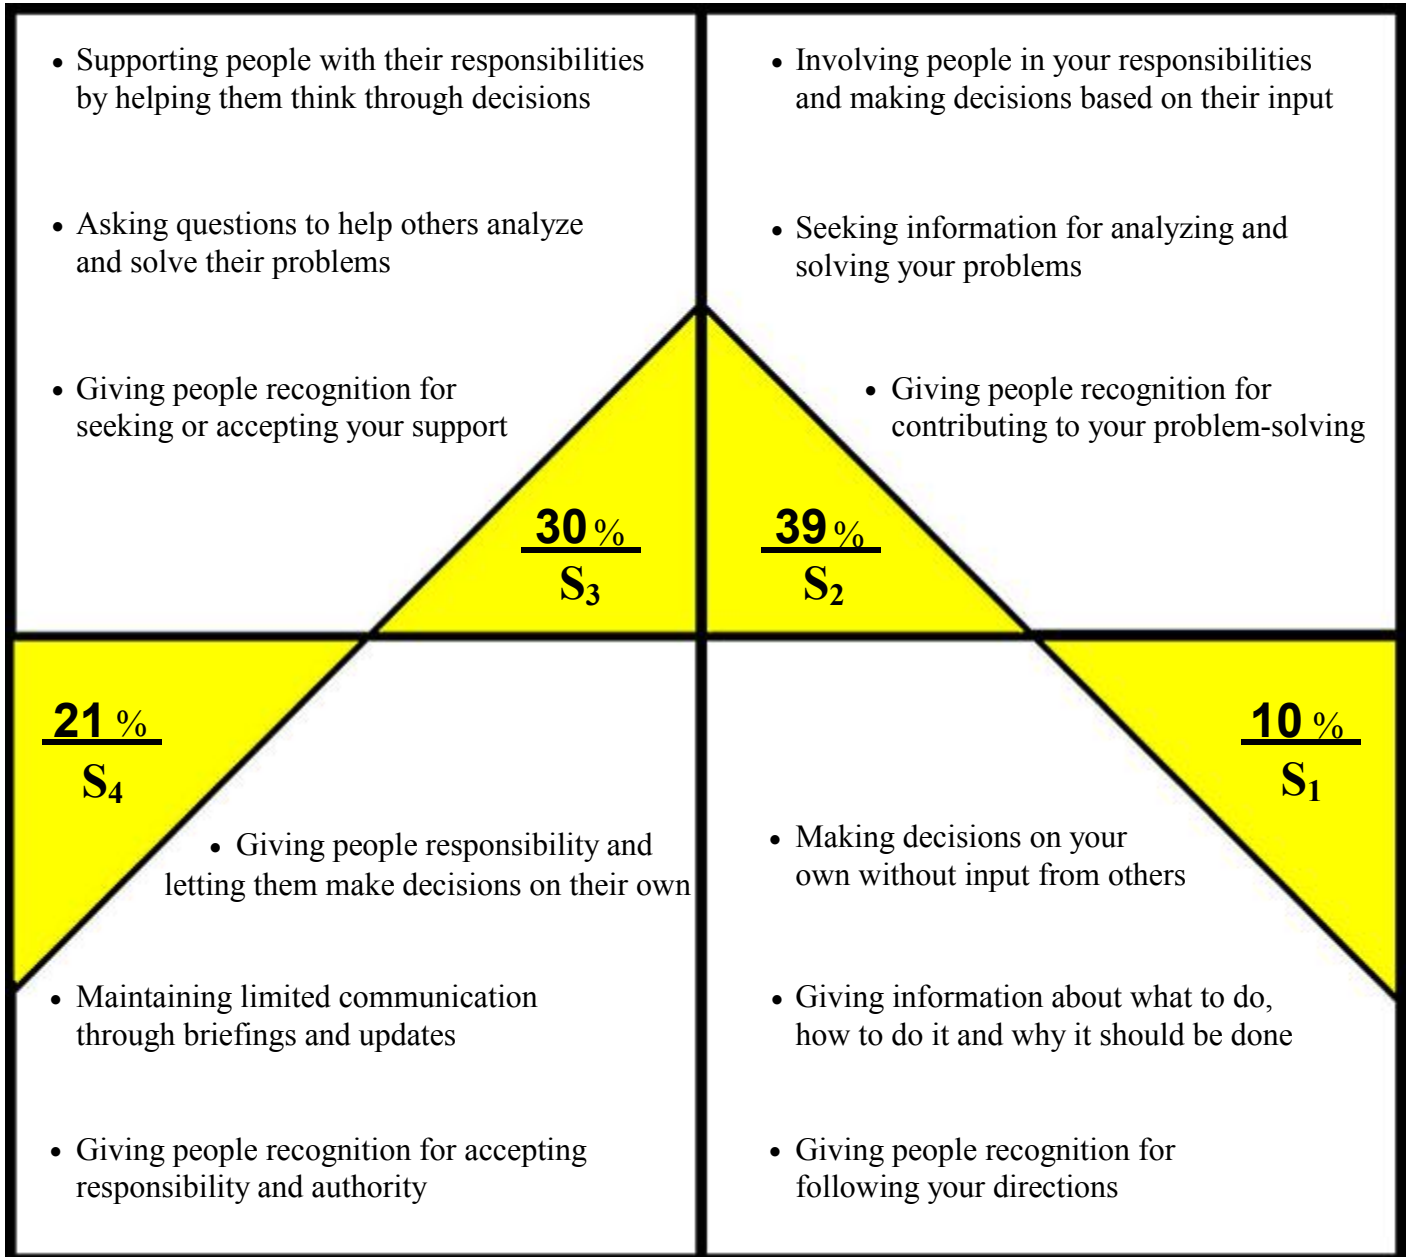 • Supporting people with their responsibilities
by helping them think through decisions
• Asking questions to help others analyze
and solve their problems
• Giving people recognition for
seeking or accepting your support
30 %
S₃
• Involving people in your responsibilities
and making decisions based on their input
• Seeking information for analyzing and
solving your problems
• Giving people recognition for
contributing to your problem-solving
39 %
S₂
21 %
S₄
• Giving people responsibility and
letting them make decisions on their own
• Maintaining limited communication
through briefings and updates
• Giving people recognition for accepting
responsibility and authority
10 %
S₁
• Making decisions on your
own without input from others
• Giving information about what to do,
how to do it and why it should be done
• Giving people recognition for
following your directions